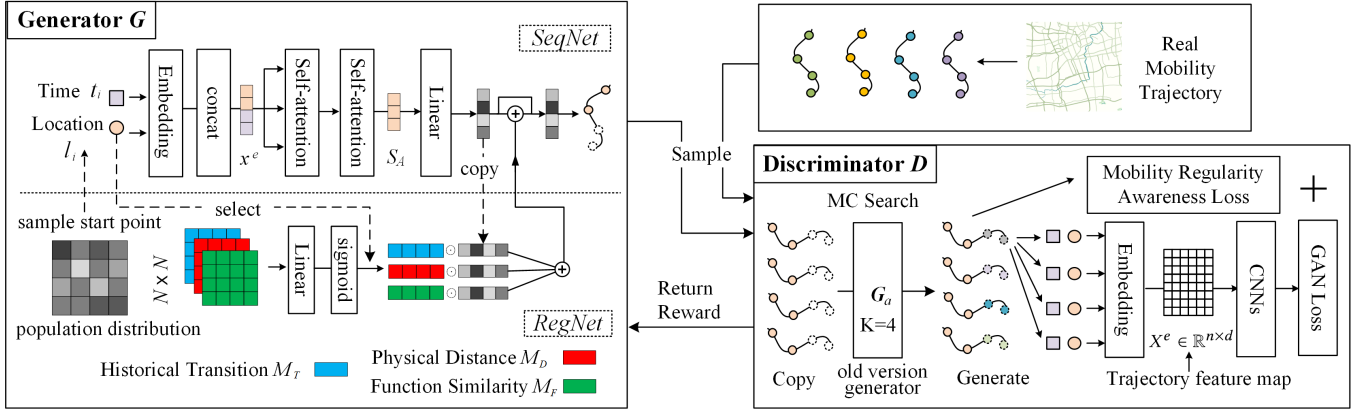 Generator G
SeqNet
Time t_i
Location
l_i
Embedding
concat
x^e
Self-attention
Self-attention
S_A
Linear
copy
sample start point
select
N×N
Linear
sigmoid
population distribution
RegNet
Historical Transition M_T
Physical Distance M_D
Function Similarity M_F
Sample
Return
Reward
Real
Mobility
Trajectory
Discriminator D
MC Search
Mobility Regularity
Awareness Loss
G_a
K=4
Embedding
CNNs
GAN Loss
X^e ∈ ℝ^{n×d}
Copy
old version
generator
Generate
Trajectory feature map